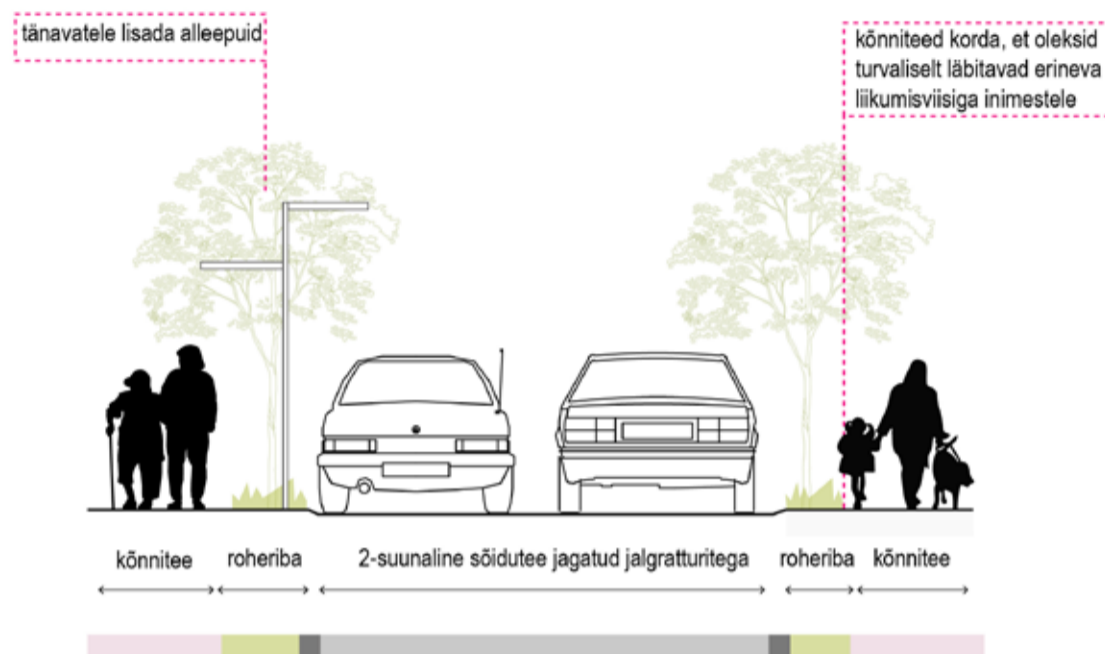 tänavatele lisada alleepuid
kõnniteed korda, et oleksid
turvaliselt läbitavad erineva
liikumisviisiga inimestele
kõnnitee
roheriba
2-suunaline sõidutee jagatud jalgratturitega
roheriba
kõnnitee